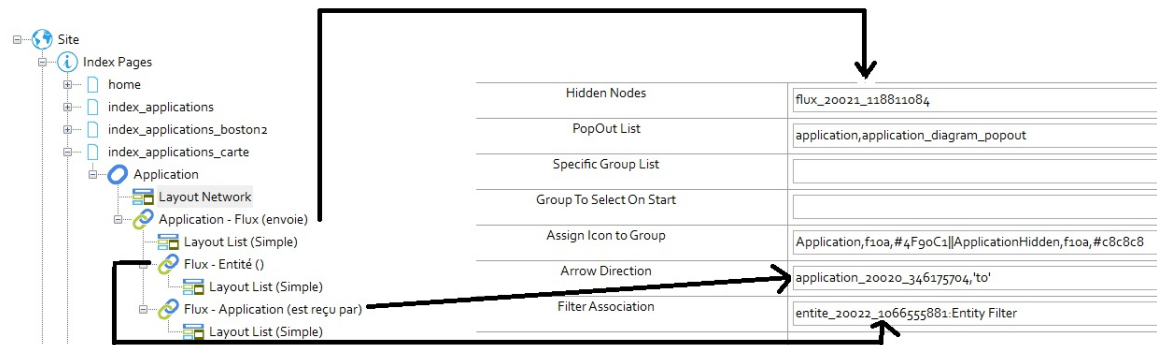 Site
Index Pages
home
index_applications
index_applications_boston2
index_applications_carte
Application
Layout Network
Application - Flux (envoie)
Layout List (Simple)
Flux - Entité ()
Layout List (Simple)
Flux - Application (est reçu par)
Layout List (Simple)
Hidden Nodes
flux_20021_118811084
PopOut List
application,application_diagram_popout
Specific Group List
Group To Select On Start
Assign Icon to Group
Application,f10a,#4F90C1||ApplicationHidden,f10a,#c8c8c8
Arrow Direction
application_20020_346175704,'to'
Filter Association
entite_20022_1066555881:Entity Filter